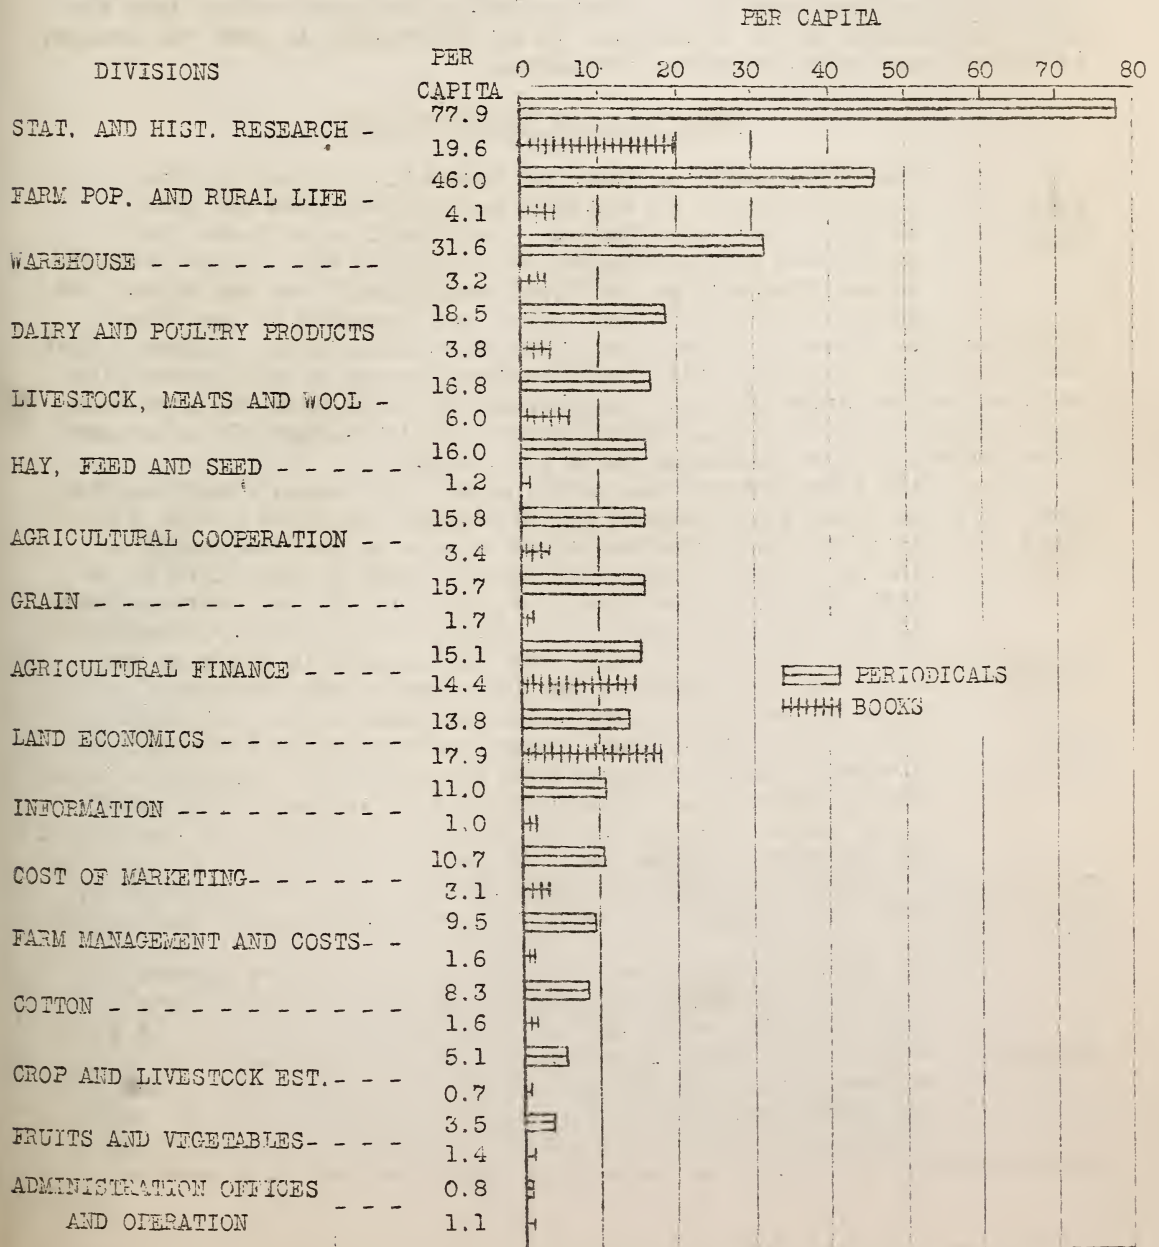 PER CAPITA
DIVISIONS PER CAPITA 0 10 20 30 40 50 60 70 80
77.9
STAT. AND HIST. RESEARCH -
19.6
46.0
FARM POP. AND RURAL LIFE -
4.1
31.6
WAREHOUSE - - - - - - - - -
3.2
18.5
DAIRY AND POULTRY PRODUCTS
3.8
16.8
LIVESTOCK, MEATS AND WOOL -
6.0
16.0
HAY, FEED AND SEED - - - - -
1.2
15.8
AGRICULTURAL COOPERATION - -
3.4
15.7
GRAIN - - - - - - - - - - - -
1.7
15.1
AGRICULTURAL FINANCE - - - -
14.4
PERIODICALS
BOOKS
13.8
LAND ECONOMICS - - - - - - -
17.9
11.0
INFORMATION - - - - - - - - -
1.0
10.7
COST OF MARKETING- - - - - -
3.1
9.5
FARM MANAGEMENT AND COSTS- -
1.6
8.3
COTTON - - - - - - - - - - -
1.6
5.1
CROP AND LIVESTOCK EST.- - -
0.7
3.5
FRUITS AND VEGETABLES- - - -
1.4
ADMINISTRATION OFFICES 0.8
- - -
AND OPERATION 1.1